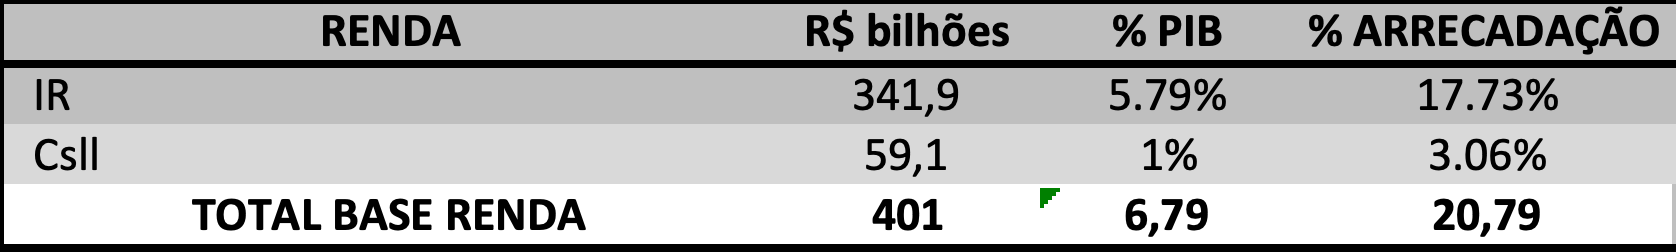 RENDA R$ bilhões % PIB % ARRECADAÇÃO
IR 341,9 5.79% 17.73%
Csll 59,1 1% 3.06%
TOTAL BASE RENDA 401 6,79 20,79